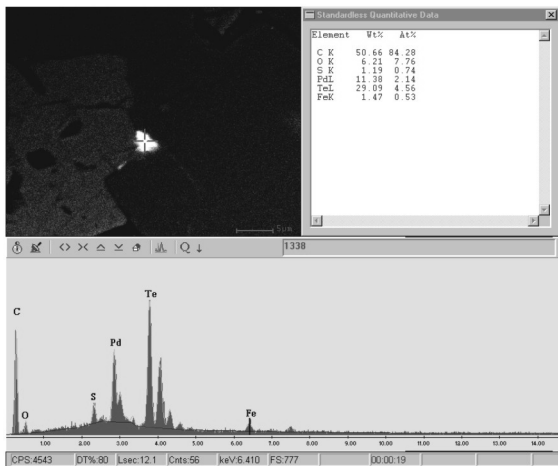 Standardless Quantitative Data
Element Wt% At%
C K 50.66 84.28
O K 6.21 7.76
S K 1.19 0.74
PdL 11.38 2.14
TeL 29.09 4.56
FeK 1.47 0.53
5µm
1338
C
O
S
Pd
Te
Fe
1.00 2.00 3.00 4.00 5.00 6.00 7.00 8.00 9.00 10.00 11.00 12.00 13.00 14.00
CPS:4543 DT%:80 Lsec:12.1 Cnts:56 keV:6.410 FS:777 00:00:19